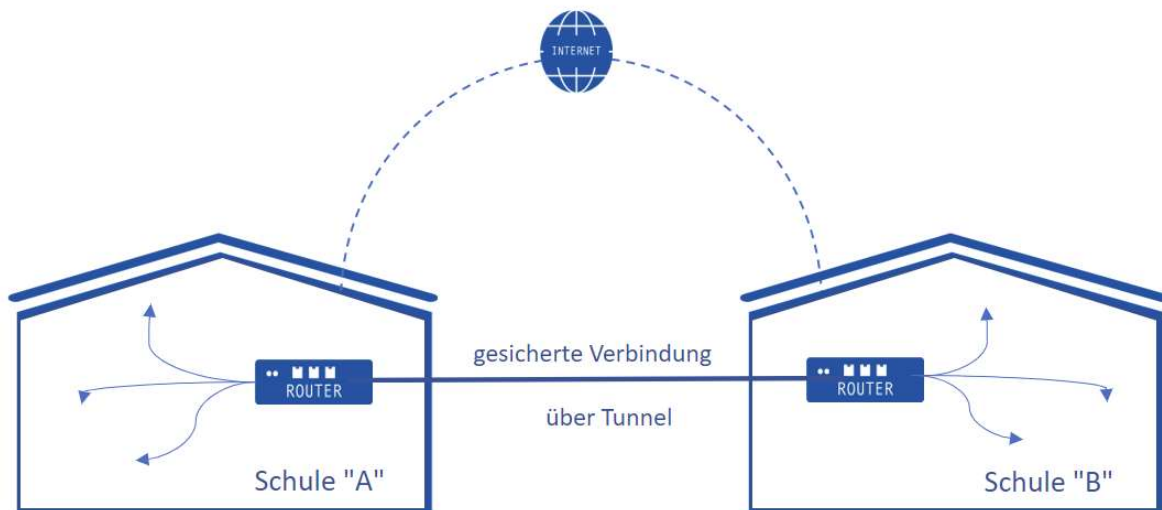 INTERNET
gesicherte Verbindung
ROUTER
ROUTER
über Tunnel
Schule "A"
Schule "B"